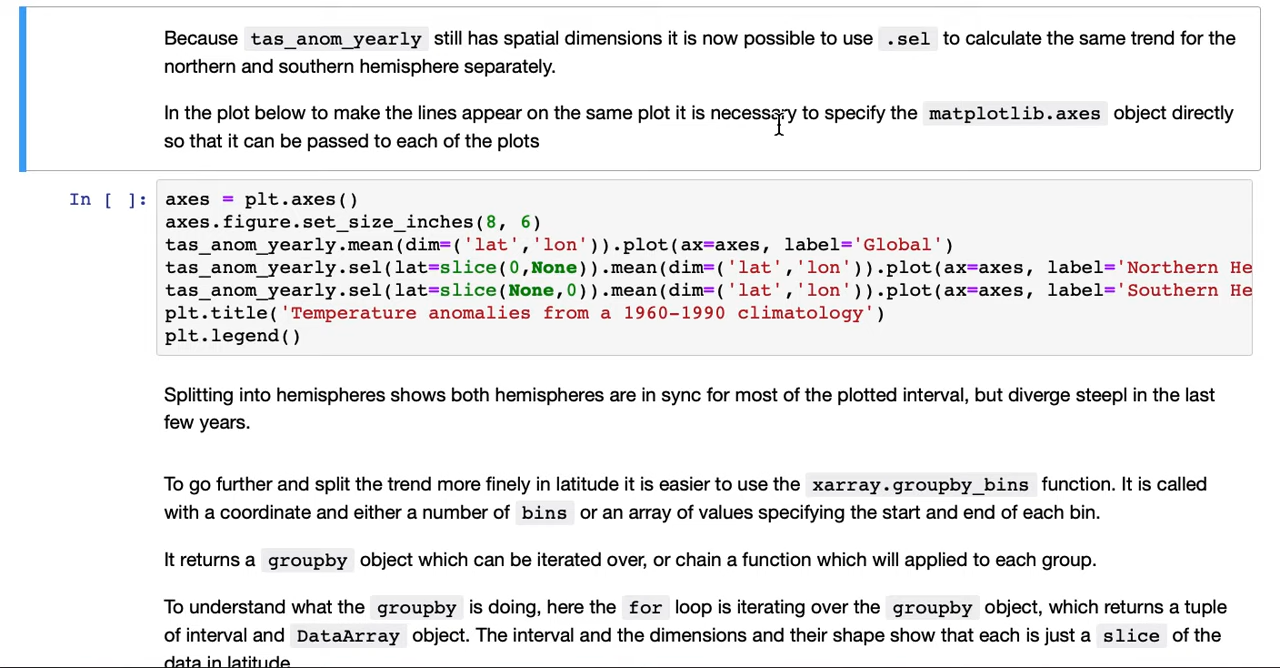 Because tas_anom_yearly still has spatial dimensions it is now possible to use .sel to calculate the same trend for the
northern and southern hemisphere separately.
In the plot below to make the lines appear on the same plot it is necessary to specify the matplotlib.axes object directly
so that it can be passed to each of the plots
In [ ]: axes = plt.axes()
axes.figure.set_size_inches(8, 6)
tas_anom_yearly.mean(dim=('lat','lon')).plot(ax=axes, label='Global')
tas_anom_yearly.sel(lat=slice(0,None)).mean(dim=('lat','lon')).plot(ax=axes, label='Northern He
tas_anom_yearly.sel(lat=slice(None,0)).mean(dim=('lat','lon')).plot(ax=axes, label='Southern He
plt.title('Temperature anomalies from a 1960-1990 climatology')
plt.legend()
Splitting into hemispheres shows both hemispheres are in sync for most of the plotted interval, but diverge steepl in the last
few years.
To go further and split the trend more finely in latitude it is easier to use the xarray.groupby_bins function. It is called
with a coordinate and either a number of bins or an array of values specifying the start and end of each bin.
It returns a groupby object which can be iterated over, or chain a function which will applied to each group.
To understand what the groupby is doing, here the for loop is iterating over the groupby object, which returns a tuple
of interval and DataArray object. The interval and the dimensions and their shape show that each is just a slice of the
data in latitude